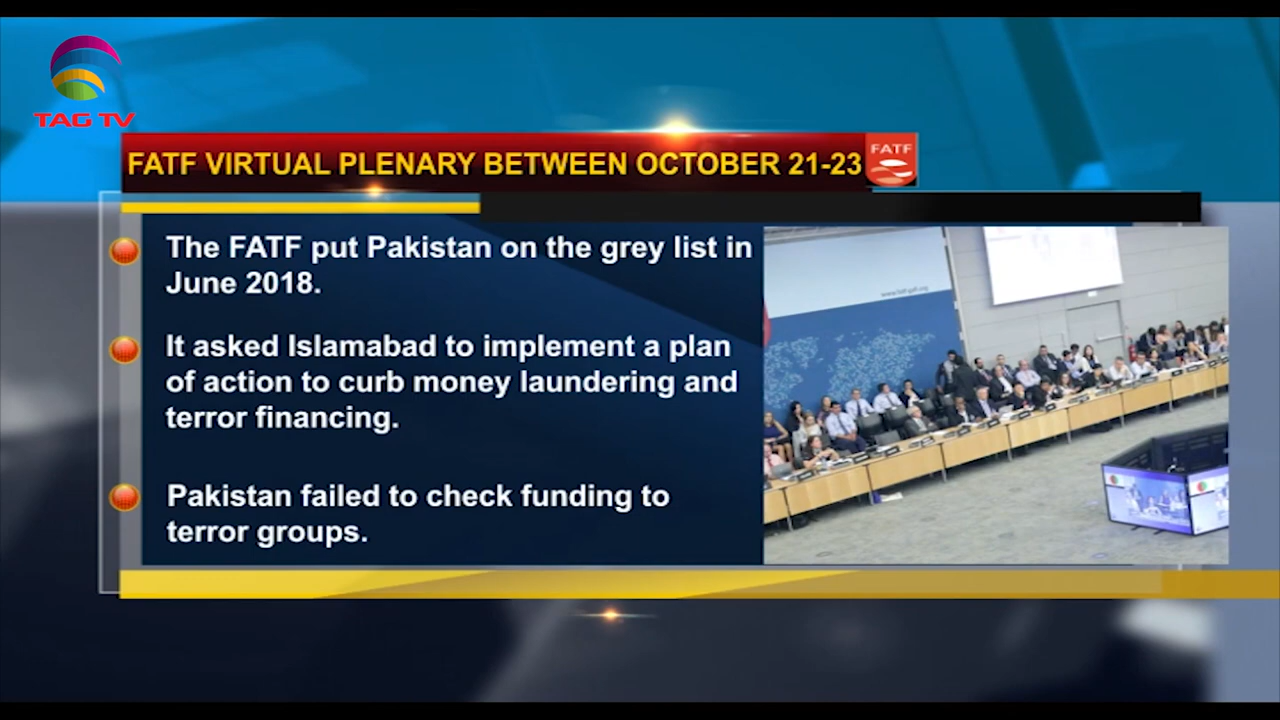 TAG TV
FATF VIRTUAL PLENARY BETWEEN OCTOBER 21-23
FATF
The FATF put Pakistan on the grey list in
June 2018.
It asked Islamabad to implement a plan
of action to curb money laundering and
terror financing.
Pakistan failed to check funding to
terror groups.